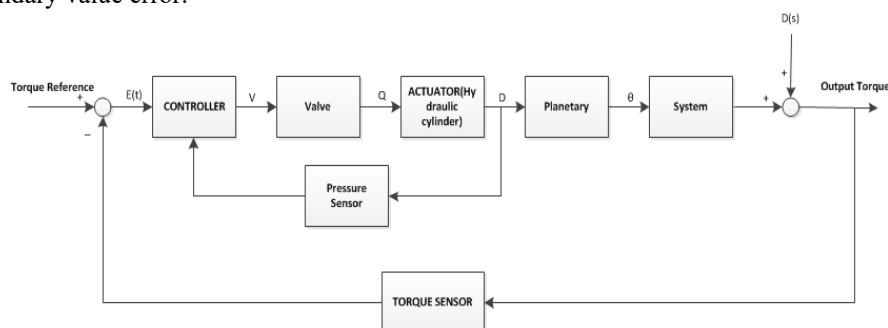 ndary value error.
D(s)
Torque Reference
+
E(t)
CONTROLLER
V
Valve
Q
ACTUATOR(Hy
draulic
cylinder)
D
Planetary
θ
System
+
+
Output Torque
−
Pressure
Sensor
TORQUE SENSOR